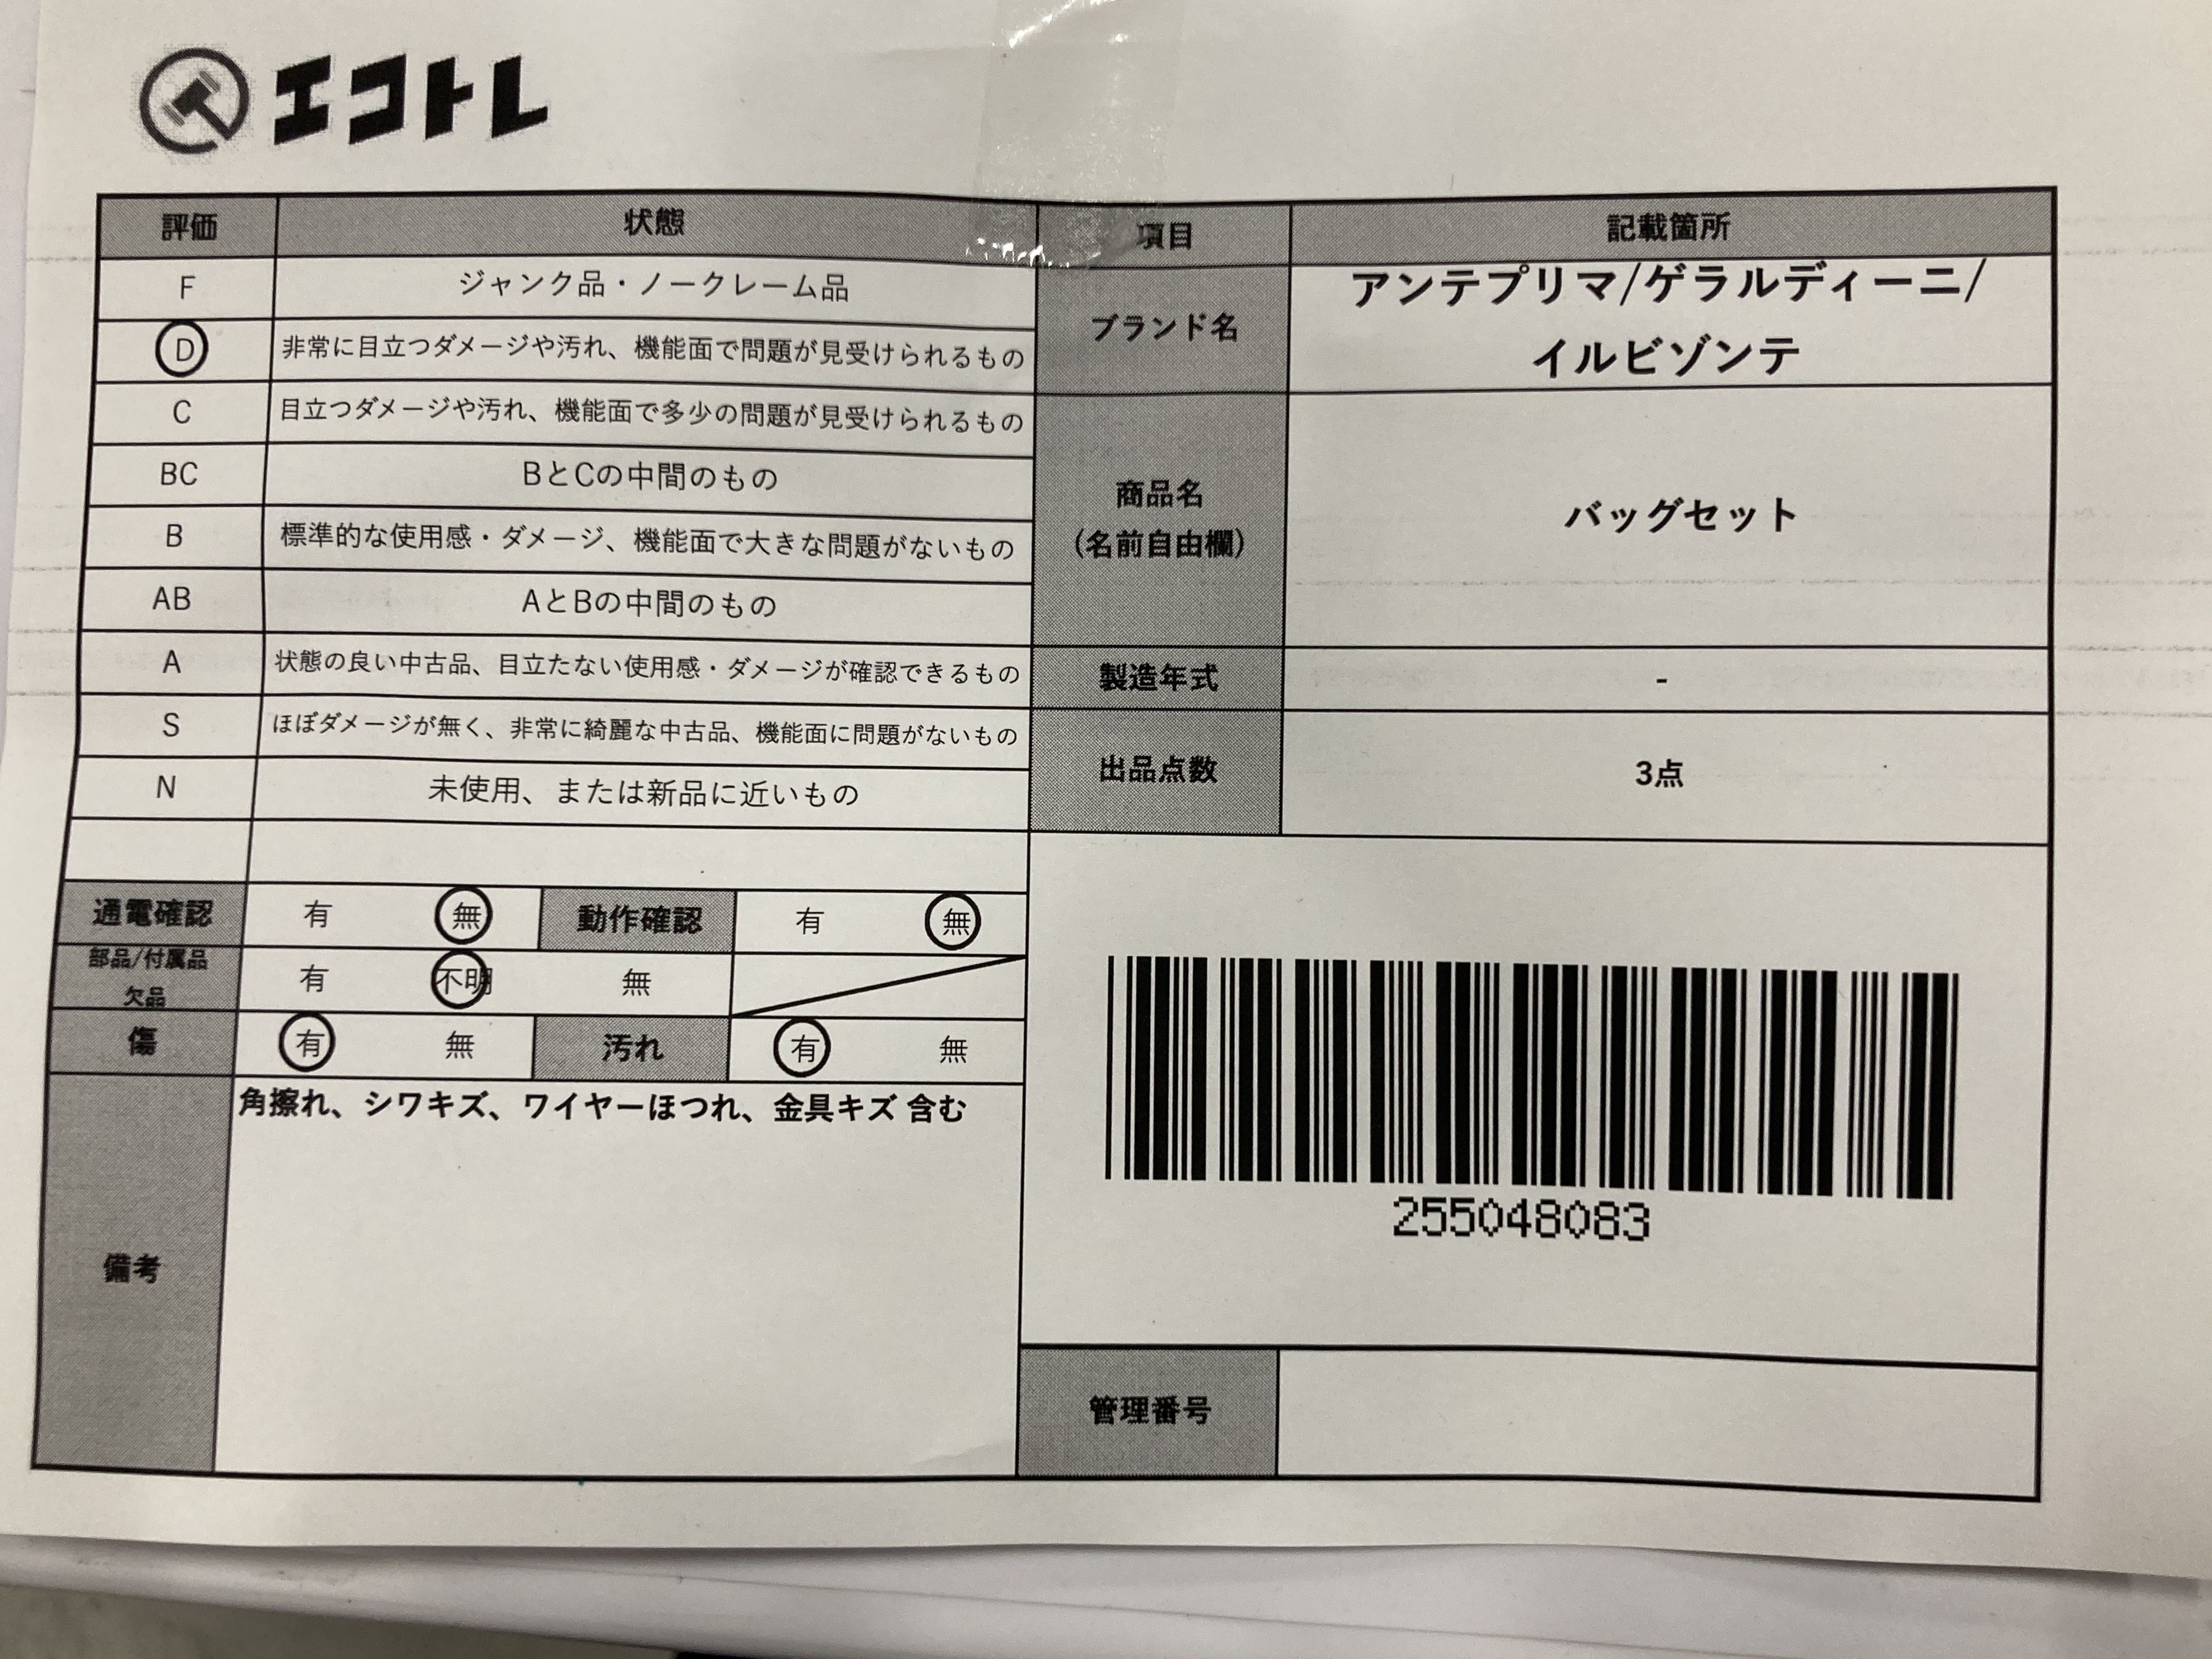 エコトレ
評価 状態
F ジャンク品・ノークレーム品
D 非常に目立つダメージや汚れ、機能面で問題が見受けられるもの
C 目立つダメージや汚れ、機能面で多少の問題が見受けられるもの
BC BとCの中間のもの
B 標準的な使用感・ダメージ、機能面で大きな問題がないもの
AB AとBの中間のもの
A 状態の良い中古品、目立たない使用感・ダメージが確認できるもの
S ほぼダメージが無く、非常に綺麗な中古品、機能面に問題がないもの
N 未使用、または新品に近いもの
通電確認 有 無 動作確認 有 無
部品/付属品
欠品 有 不明 無
傷 有 無 汚れ 有 無
備考 角擦れ、シワキズ、ワイヤーほつれ、金具キズ 含む
項目 記載箇所
ブランド名 アンテプリマ/ゲラルディーニ/
イルビゾンテ
商品名
(名前自由欄) バッグセット
製造年式 -
出品点数 3点
255048083
管理番号